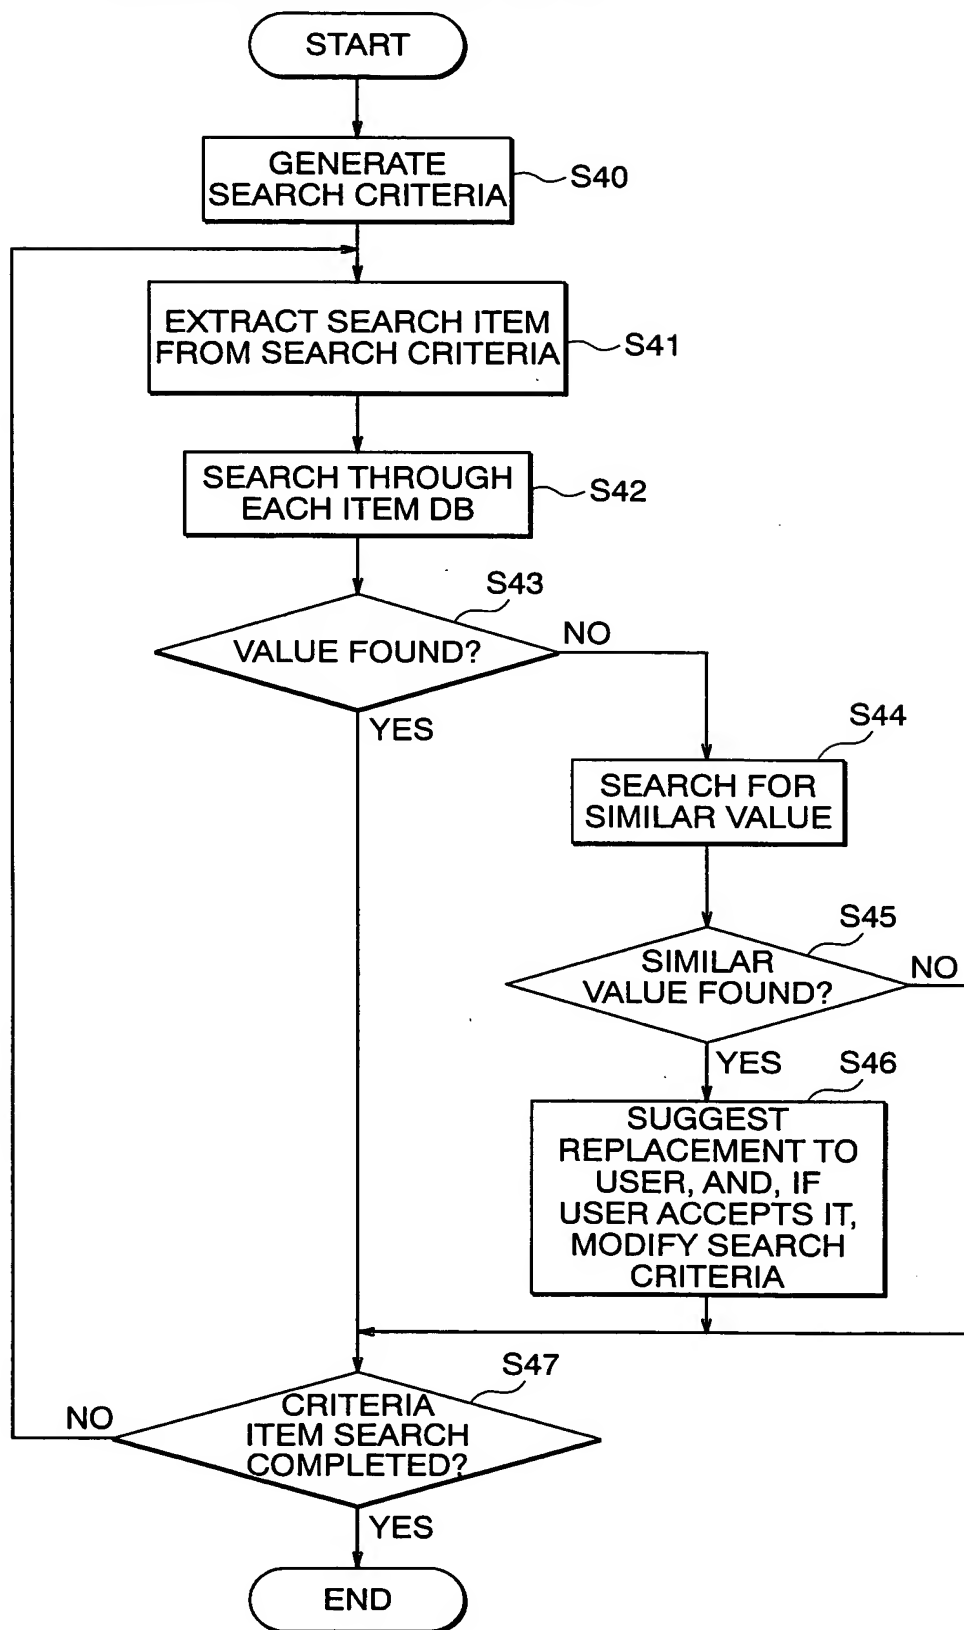 START
GENERATE
SEARCH CRITERIA
S40
EXTRACT SEARCH ITEM
FROM SEARCH CRITERIA
S41
SEARCH THROUGH
EACH ITEM DB
S42
S43
VALUE FOUND?
NO
YES
S44
SEARCH FOR
SIMILAR VALUE
S45
SIMILAR
VALUE FOUND?
NO
YES
S46
SUGGEST
REPLACEMENT TO
USER, AND, IF
USER ACCEPTS IT,
MODIFY SEARCH
CRITERIA
S47
CRITERIA
ITEM SEARCH
COMPLETED?
NO
YES
END